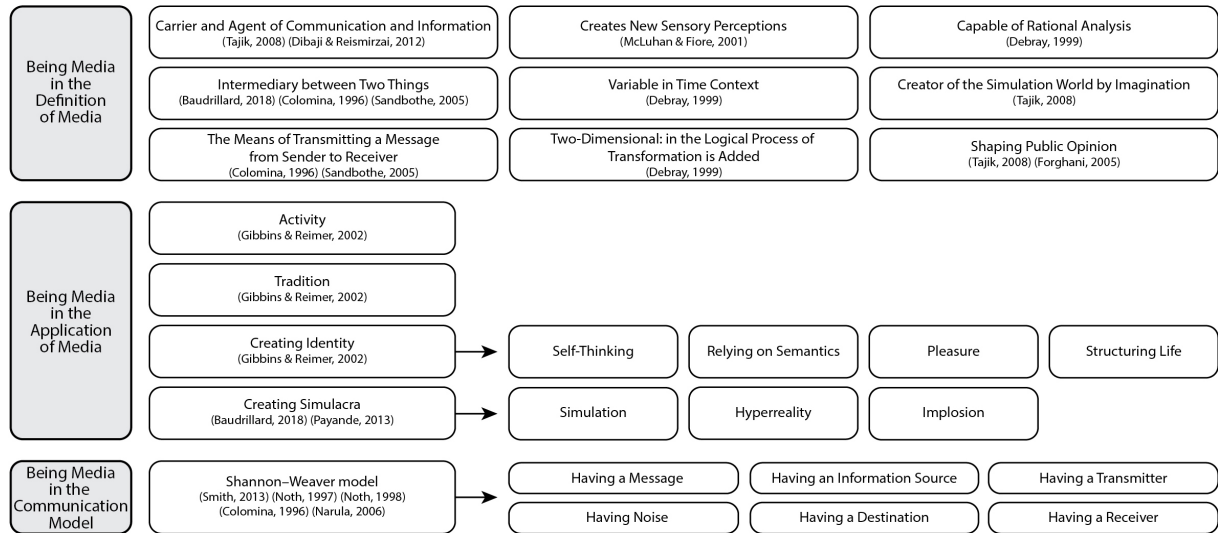 Being Media
in the
Definition
of Media
Carrier and Agent of Communication and Information
(Tajik, 2008) (Dibaji & Reismirzai, 2012)
Creates New Sensory Perceptions
(McLuhan & Fiore, 2001)
Capable of Rational Analysis
(Debray, 1999)
Intermediary between Two Things
(Baudrillard, 2018) (Colomina, 1996) (Sandbothe, 2005)
Variable in Time Context
(Debray, 1999)
Creator of the Simulation World by Imagination
(Tajik, 2008)
The Means of Transmitting a Message
from Sender to Receiver
(Colomina, 1996) (Sandbothe, 2005)
Two-Dimensional: in the Logical Process of
Transformation is Added
(Debray, 1999)
Shaping Public Opinion
(Tajik, 2008) (Forghani, 2005)
Being Media
in the
Application
of Media
Activity
(Gibbins & Reimer, 2002)
Tradition
(Gibbins & Reimer, 2002)
Creating Identity
(Gibbins & Reimer, 2002)
Self-Thinking
Relying on Semantics
Pleasure
Structuring Life
Creating Simulacra
(Baudrillard, 2018) (Payande, 2013)
Simulation
Hyperreality
Implosion
Being Media
in the
Communication
Model
Shannon–Weaver model
(Smith, 2013) (Noth, 1997) (Noth, 1998)
(Colomina, 1996) (Narula, 2006)
Having a Message
Having an Information Source
Having a Transmitter
Having Noise
Having a Destination
Having a Receiver